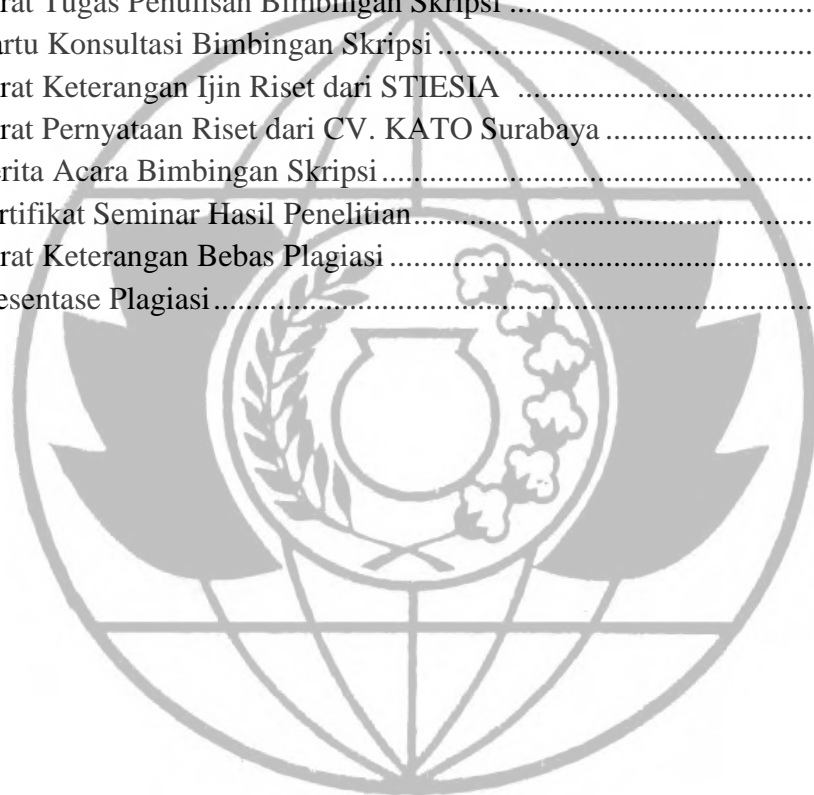 rat Tugas Penulisan Bimbingan Skripsi ........................................
artu Konsultasi Bimbingan Skripsi ................................................
rat Keterangan Ijin Riset dari STIESIA ......................................
rat Pernyataan Riset dari CV. KATO Surabaya ...........................
erita Acara Bimbingan Skripsi ........................................................
rtifikat Seminar Hasil Penelitian ...................................................
rat Keterangan Bebas Plagiasi ......................................................
esentase Plagiasi .............................................................................